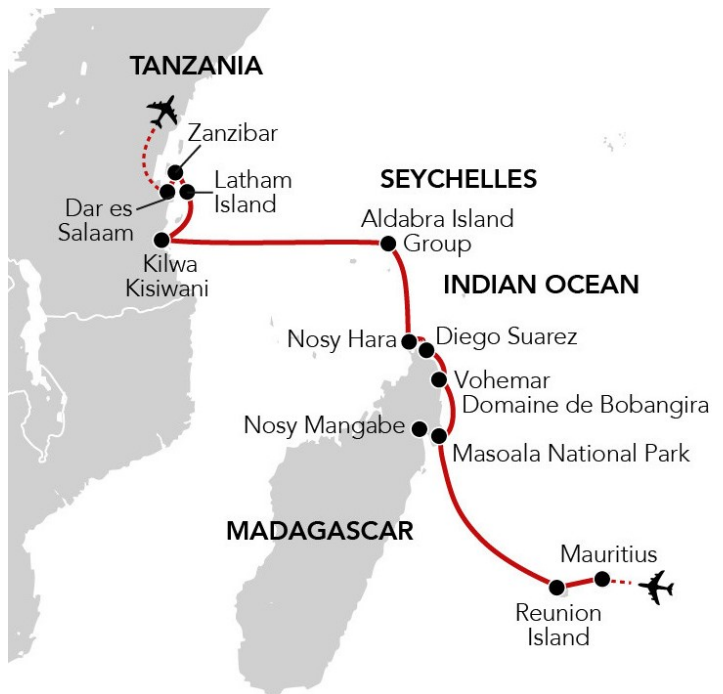 TANZANIA
Zanzibar
Latham
Island
Dar es
Salaam
Kilwa
Kisiwani
SEYCHELLES
Aldabra Island
Group
INDIAN OCEAN
Nosy Hara
Diego Suarez
Vohemar
Domaine de Bobangira
Nosy Mangabe
Masoala National Park
MADAGASCAR
Mauritius
Reunion
Island